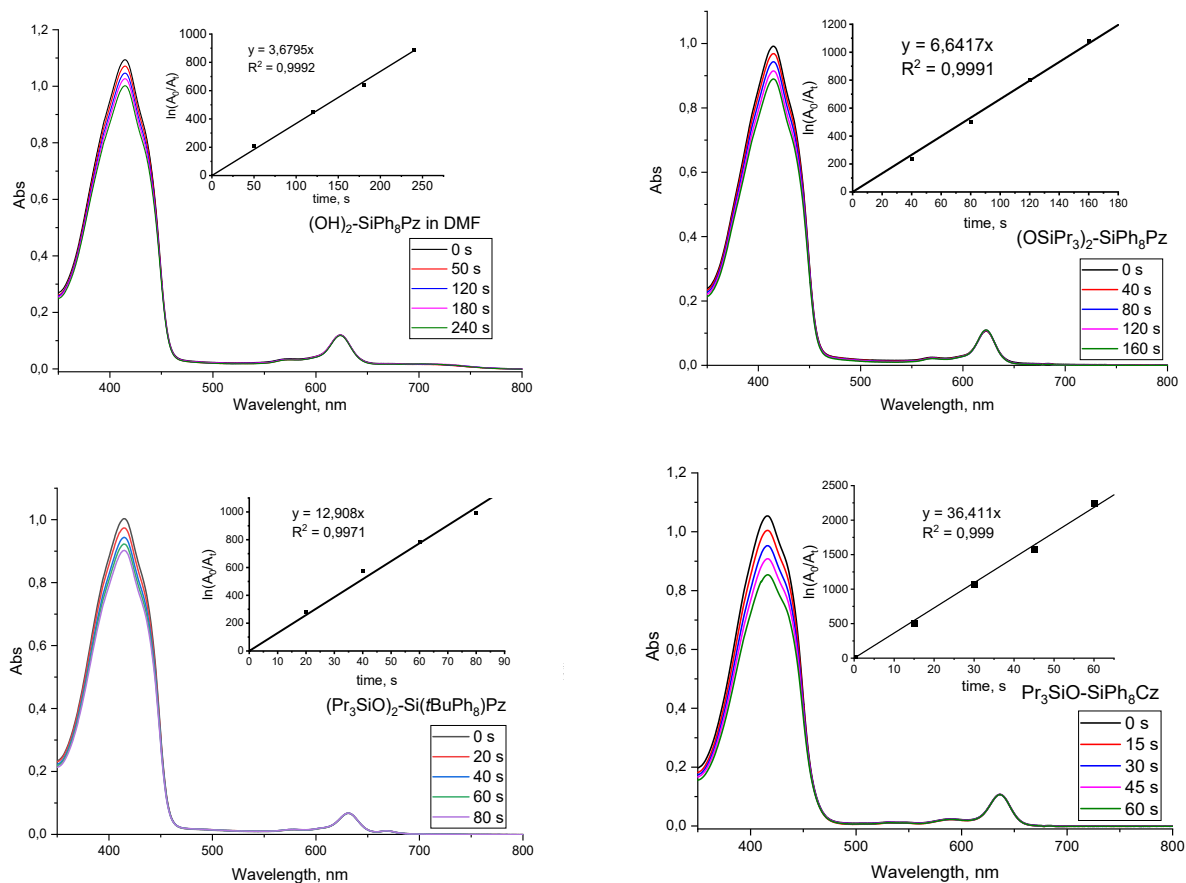 1,2
1,0
0,8
0,6
0,4
0,2
0,0
Abs
400 500 600 700 800
Wavelenght, nm
1000
800
600
400
200
0
ln(A0/At)
0 50 100 150 200 250
time, s
y = 3,6795x
R2 = 0,9992
(OH)2-SiPh8Pz in DMF
0 s
50 s
120 s
180 s
240 s
1,0
0,8
0,6
0,4
0,2
0,0
Abs
400 500 600 700 800
Wavelength, nm
1200
1000
800
600
400
200
0
ln(A0/At)
0 20 40 60 80 100 120 140 160 180
time, s
y = 6,6417x
R2 = 0,9991
(OSiPr3)2-SiPh8Pz
0 s
40 s
80 s
120 s
160 s
1,0
0,8
0,6
0,4
0,2
0,0
Abs
400 500 600 700 800
Wavelength, nm
1000
800
600
400
200
0
ln(A0/At)
0 10 20 30 40 50 60 70 80 90
time, s
y = 12,908x
R2 = 0,9971
(Pr3SiO)2-Si(tBuPh8)Pz
0 s
20 s
40 s
60 s
80 s
1,2
1,0
0,8
0,6
0,4
0,2
0,0
Abs
400 500 600 700 800
Wavelength, nm
2500
2000
1750
1500
1250
1000
750
500
250
0
ln(A0/At)
0 10 20 30 40 50 60
time, s
y = 36,411x
R2 = 0,999
Pr3SiO-SiPh8Cz
0 s
15 s
30 s
45 s
60 s